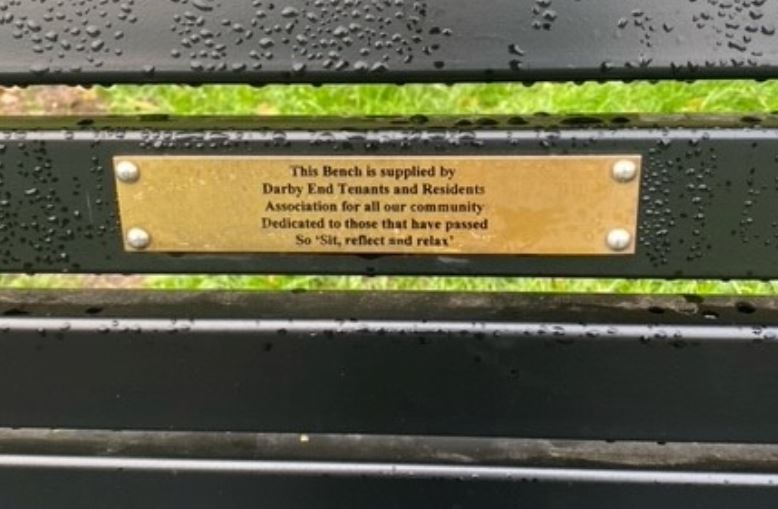 This Bench is supplied by
Darby End Tenants and Residents
Association for all our community
Dedicated to those that have passed
So 'Sit, reflect and relax'